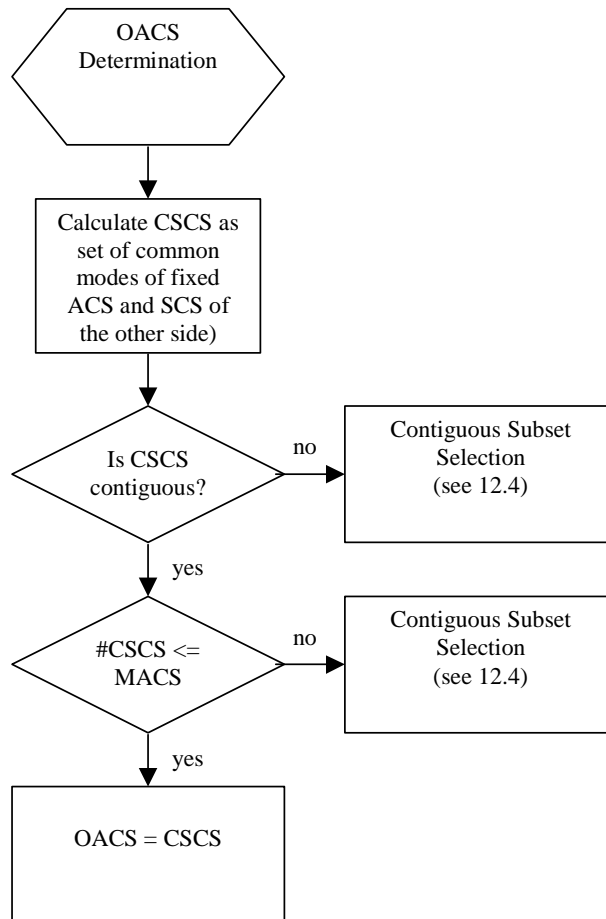 OACS
Determination
Calculate CSCS as
set of common
modes of fixed
ACS and SCS of
the other side)
Is CSCS
contiguous?
no
Contiguous Subset
Selection
(see 12.4)
yes
#CSCS <=
MACS
no
Contiguous Subset
Selection
(see 12.4)
yes
OACS = CSCS